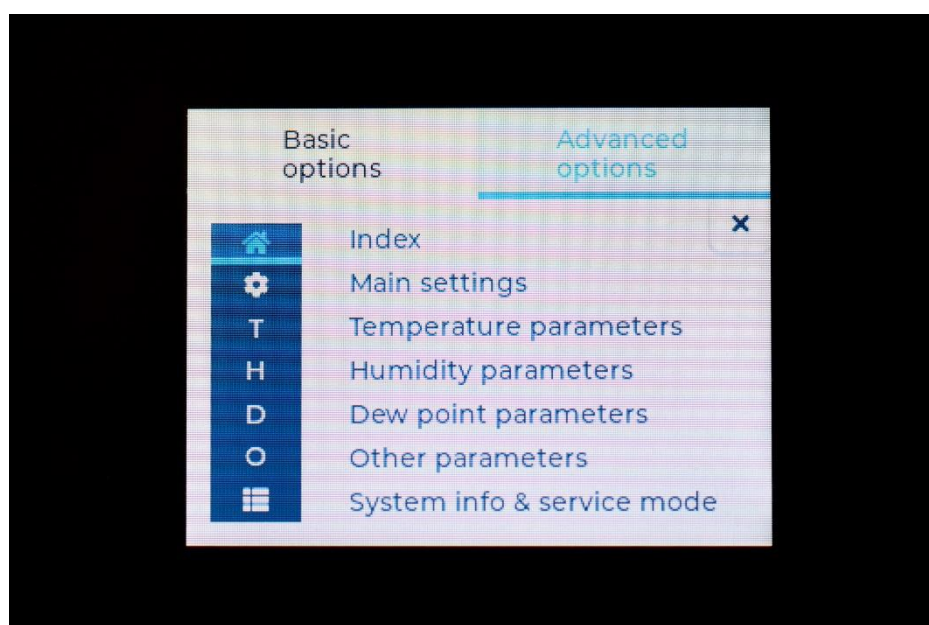 Basic
options
Advanced
options
Index
Main settings
T Temperature parameters
H Humidity parameters
D Dew point parameters
O Other parameters
System info & service mode